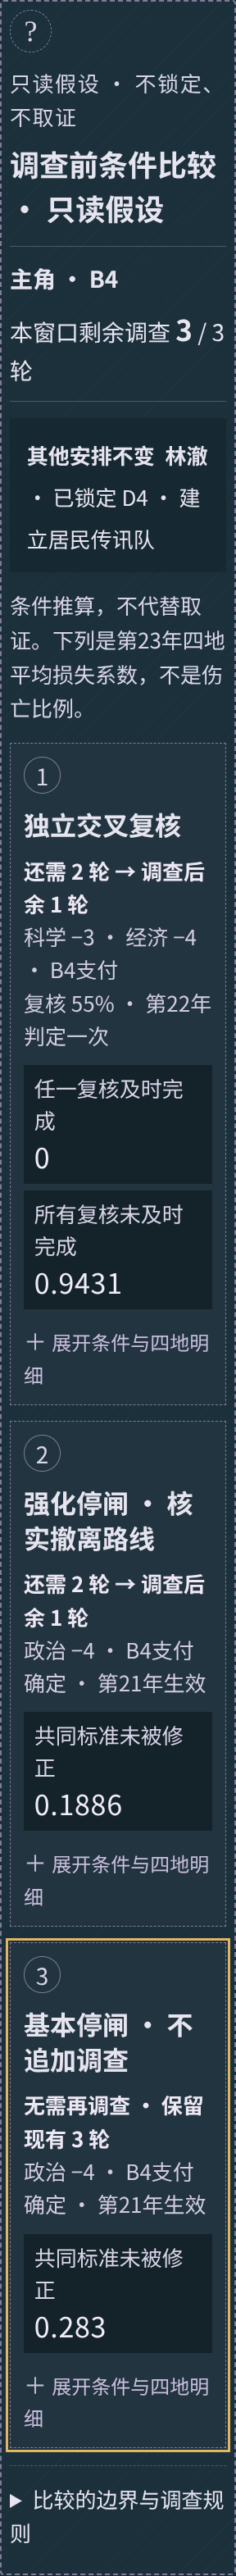 ?
只读假设 · 不锁定、
不取证
调查前条件比较
· 只读假设
主角 · B4
本窗口剩余调查 3 / 3
轮
其他安排不变 林澈
· 已锁定 D4 · 建
立居民传讯队
条件推算，不代替取
证。下列是第23年四地
平均损失系数，不是伤
亡比例。
1
独立交叉复核
还需 2 轮 → 调查后
余 1 轮
科学 −3 · 经济 −4
· B4支付
复核 55% · 第22年
判定一次
任一复核及时完
成
0
所有复核未及时
完成
0.9431
＋ 展开条件与四地明
细
2
强化停闸 · 核
实撤离路线
还需 2 轮 → 调查后
余 1 轮
政治 −4 · B4支付
确定 · 第21年生效
共同标准未被修
正
0.1886
＋ 展开条件与四地明
细
3
基本停闸 · 不
追加调查
无需再调查 · 保留
现有 3 轮
政治 −4 · B4支付
确定 · 第21年生效
共同标准未被修
正
0.283
＋ 展开条件与四地明
细
▶ 比较的边界与调查规
则